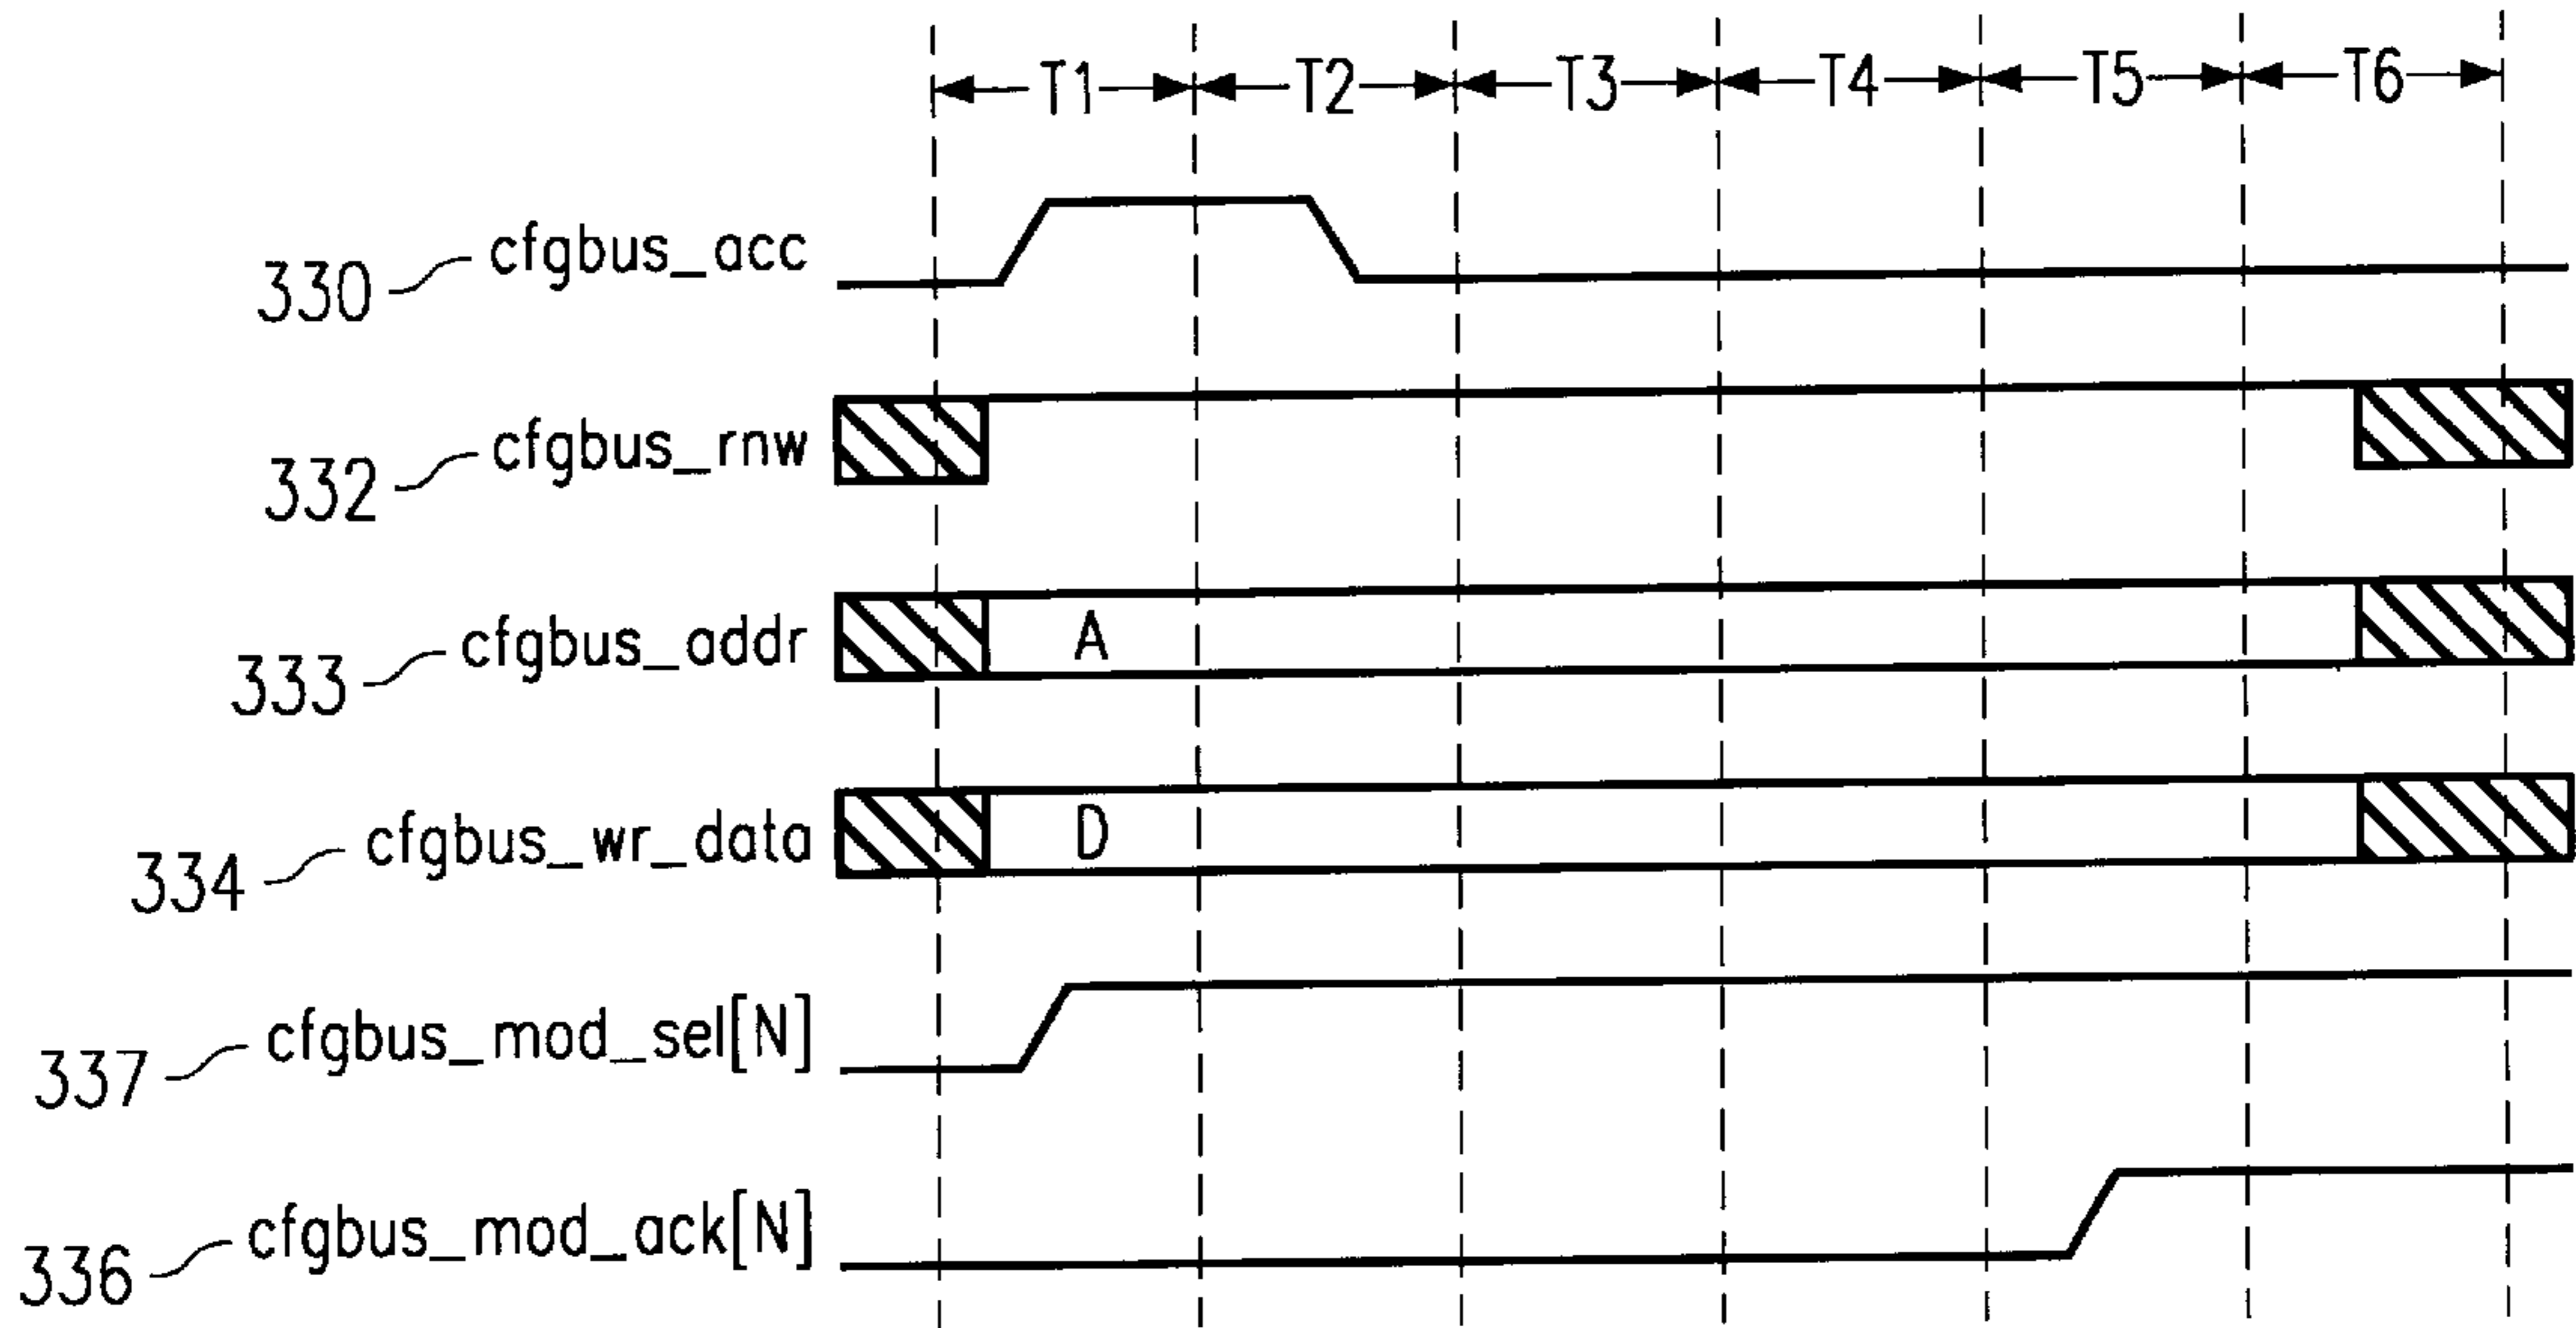 T1 T2 T3 T4 T5 T6
330 cfgbus_acc
332 cfgbus_rnw
333 cfgbus_addr A
334 cfgbus_wr_data D
337 cfgbus_mod_sel[N]
336 cfgbus_mod_ack[N]